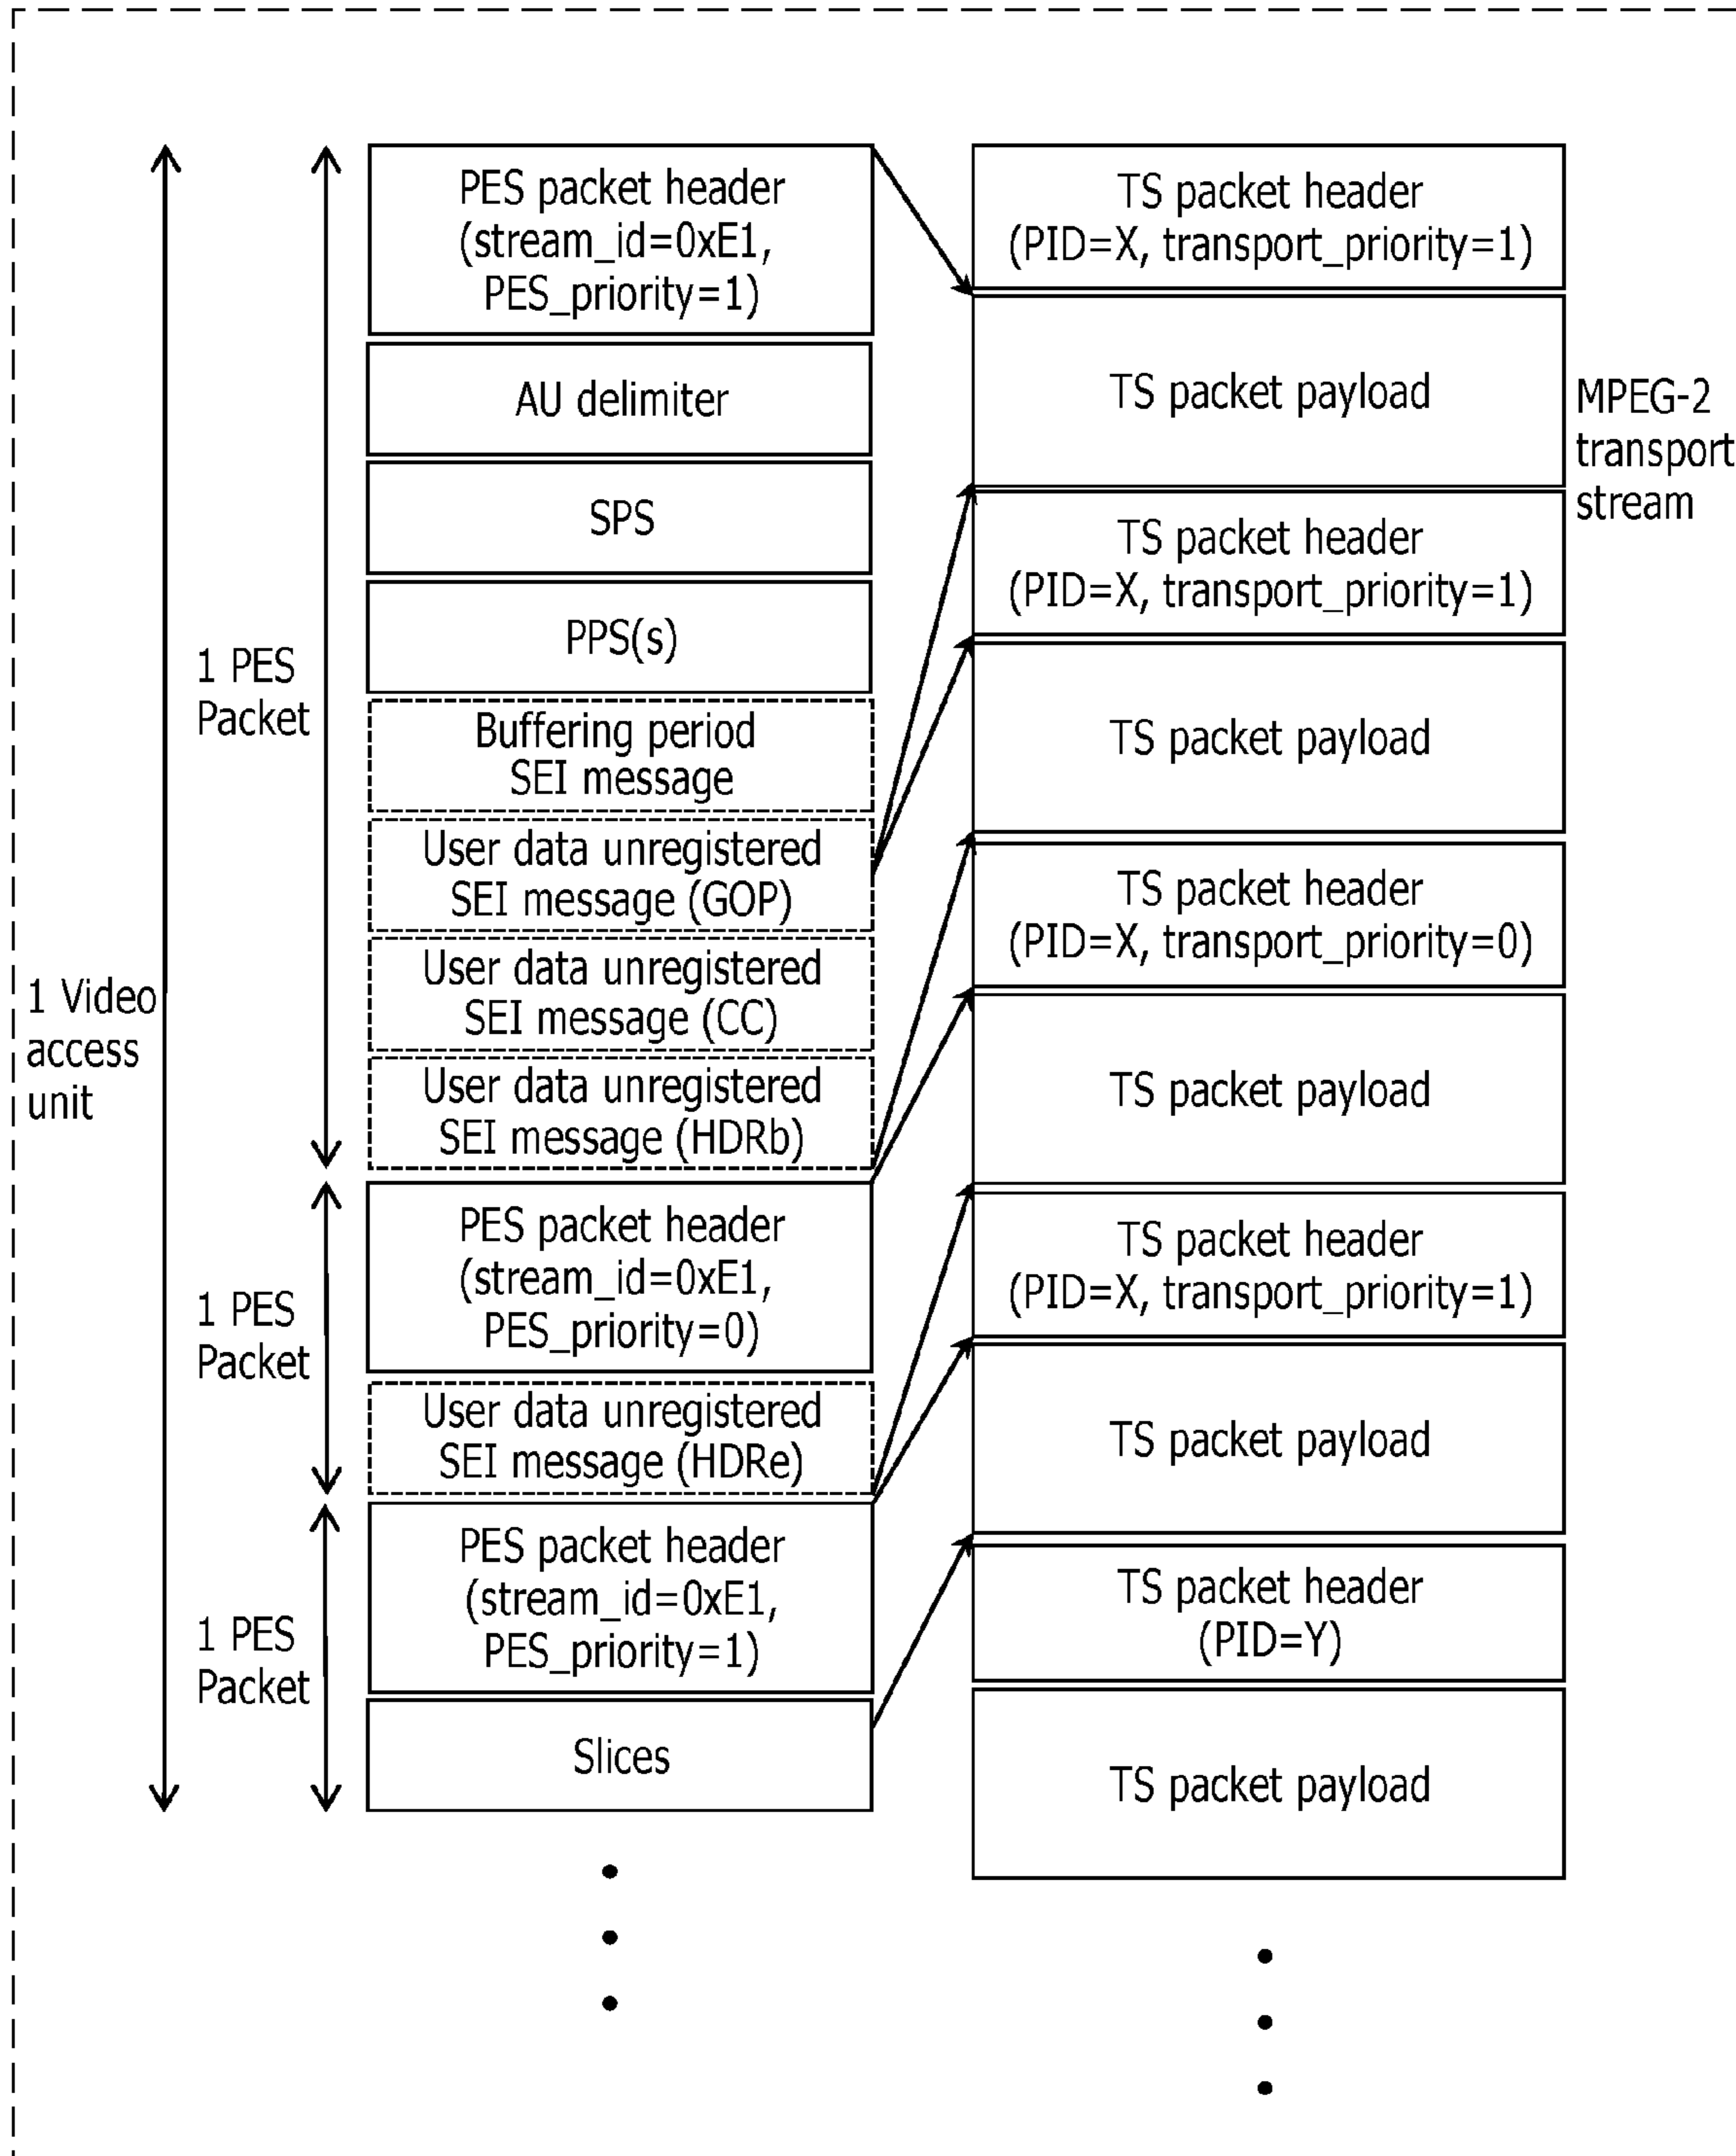 1 Video
access
unit
1 PES
Packet
1 PES
Packet
1 PES
Packet
PES packet header
(stream_id=0xE1,
PES_priority=1)
AU delimiter
SPS
PPS(s)
Buffering period
SEI message
User data unregistered
SEI message (GOP)
User data unregistered
SEI message (CC)
User data unregistered
SEI message (HDRb)
PES packet header
(stream_id=0xE1,
PES_priority=0)
User data unregistered
SEI message (HDRe)
PES packet header
(stream_id=0xE1,
PES_priority=1)
Slices
TS packet header
(PID=X, transport_priority=1)
TS packet payload
TS packet header
(PID=X, transport_priority=1)
TS packet payload
TS packet header
(PID=X, transport_priority=0)
TS packet payload
TS packet header
(PID=X, transport_priority=1)
TS packet payload
TS packet header
(PID=Y)
TS packet payload
MPEG-2
transport
stream